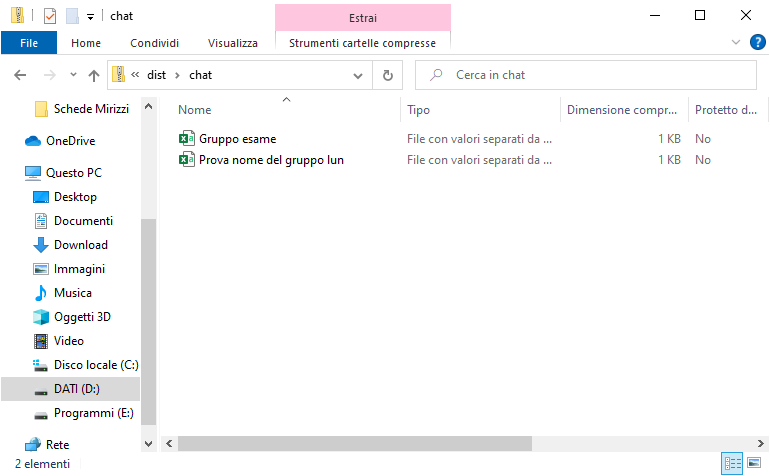 chat
Estrai
File
Home
Condividi
Visualizza
Strumenti cartelle compresse
dist
chat
Cerca in chat
Schede Mirizzi
OneDrive
Questo PC
Desktop
Documenti
Download
Immagini
Musica
Oggetti 3D
Video
Disco locale (C:)
DATI (D:)
Programmi (E:)
Rete
Nome
Tipo
Dimensione compr...
Protetto d...
Gruppo esame
File con valori separati da ...
1 KB
No
Prova nome del gruppo lun
File con valori separati da ...
1 KB
No
2 elementi